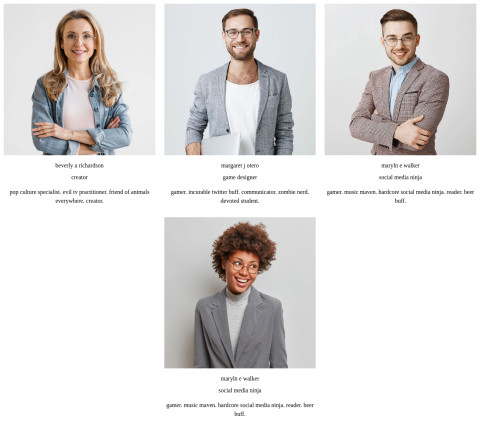 beverly a richardson
creator
pop culture specialist. evil tv practitioner. friend of animals
everywhere. creator.
margaret j otero
game designer
gamer. incurable twitter buff. communicator. zombie nerd.
devoted student.
maryln e walker
social media ninja
gamer. music maven. hardcore social media ninja. reader. beer
buff.
maryln e walker
social media ninja
gamer. music maven. hardcore social media ninja. reader. beer
buff.